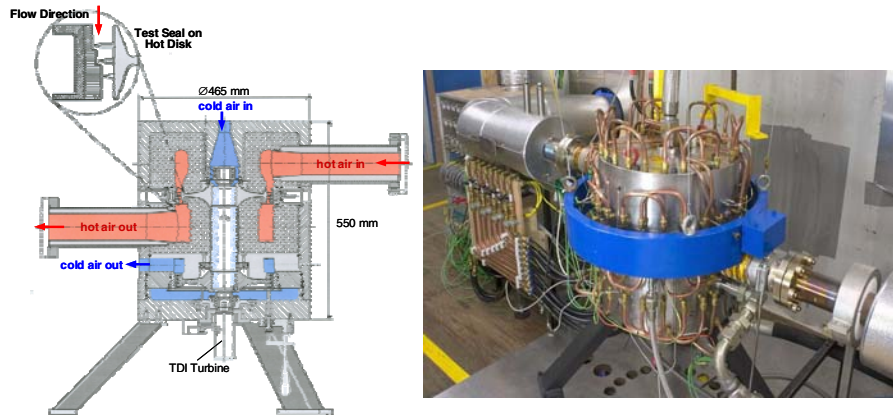 Flow Direction
Test Seal on
Hot Disk
Ø465 mm
cold air in
hot air in
550 mm
hot air out
cold air out
TDI Turbine